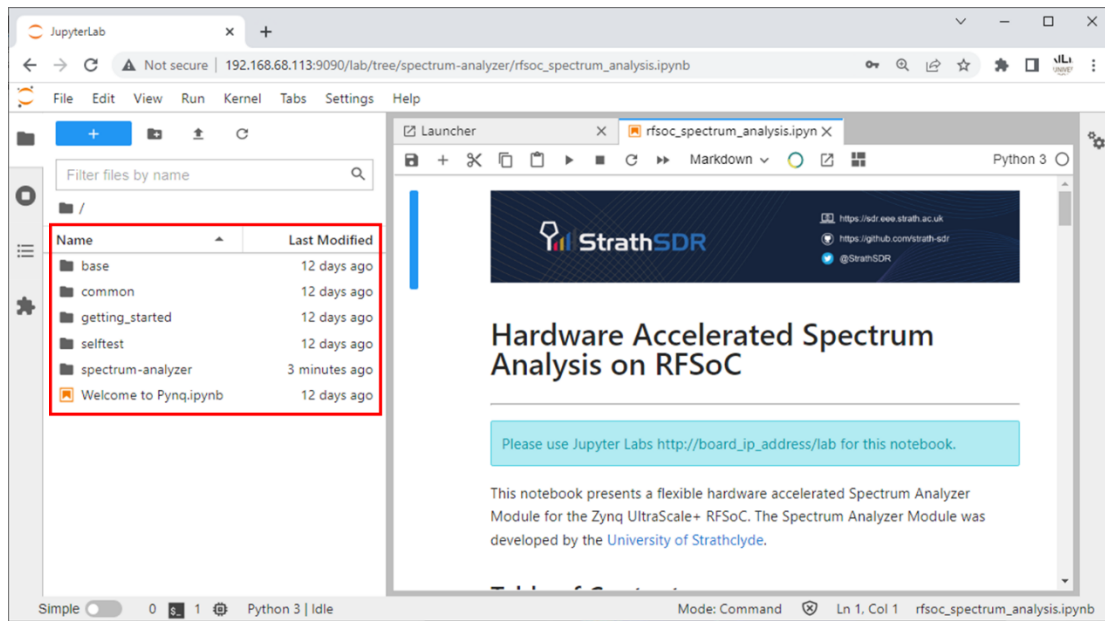 JupyterLab
Not secure | 192.168.68.113:9090/lab/tree/spectrum-analyzer/rfsoc_spectrum_analysis.ipynb
File Edit View Run Kernel Tabs Settings Help
Launcher
rfsoc_spectrum_analysis.ipyn
Markdown
Python 3
Filter files by name
/
Name Last Modified
base 12 days ago
common 12 days ago
getting_started 12 days ago
selftest 12 days ago
spectrum-analyzer 3 minutes ago
Welcome to Pynq.ipynb 12 days ago
StrathSDR
https://sdr.eee.strath.ac.uk
https://github.com/strath-sdr
@StrathSDR
Hardware Accelerated Spectrum
Analysis on RFSoC
Please use Jupyter Labs http://board_ip_address/lab for this notebook.
This notebook presents a flexible hardware accelerated Spectrum Analyzer
Module for the Zynq UltraScale+ RFSoC. The Spectrum Analyzer Module was
developed by the University of Strathclyde.
Simple 0 1 Python 3 | Idle Mode: Command Ln 1, Col 1 rfsoc_spectrum_analysis.ipynb